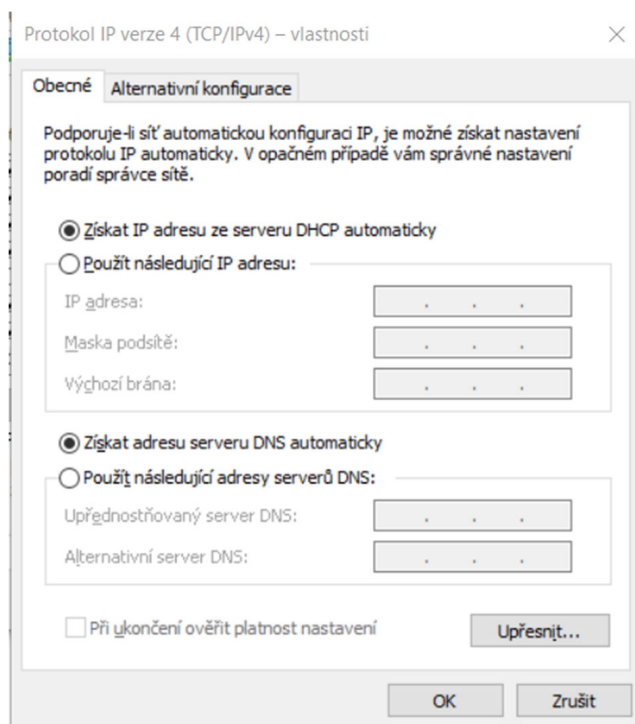 Protokol IP verze 4 (TCP/IPv4) – vlastnosti
Obecné
Alternativní konfigurace
Podporuje-li síť automatickou konfiguraci IP, je možné získat nastavení
protokolu IP automaticky. V opačném případě vám správné nastavení
poradí správce sítě.
Získat IP adresu ze serveru DHCP automaticky
Použít následující IP adresu:
IP adresa:
Maska podsítě:
Výchozí brána:
Získat adresu serveru DNS automaticky
Použít následující adresy serverů DNS:
Upřednostňovaný server DNS:
Alternativní server DNS:
Při ukončení ověřit platnost nastavení
Upřesnit...
OK
Zrušit